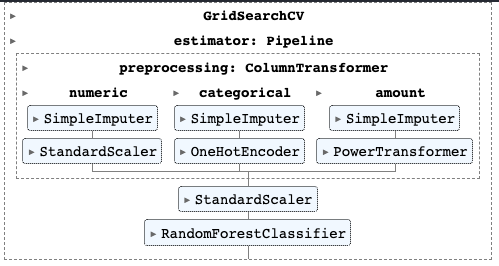 GridSearchCV
estimator: Pipeline
preprocessing: ColumnTransformer
numeric categorical amount
SimpleImputer SimpleImputer SimpleImputer
StandardScaler OneHotEncoder PowerTransformer
StandardScaler
RandomForestClassifier